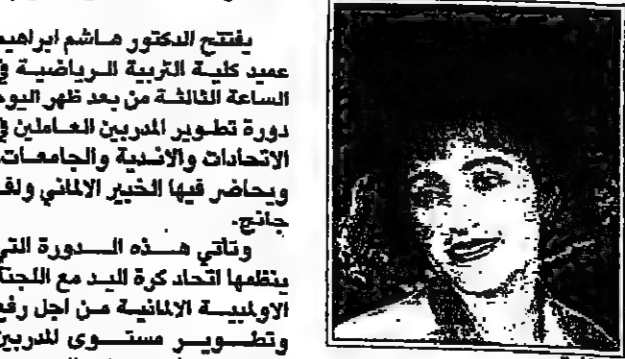 يفتتح الدكتور هاشم ابراهيم
عميد كلية التربية الرياضية في
الساعة الثالثة من بعد ظهر اليوم
دورة تطوير المدربين العاملين في
الاتحادات والاندية والجامعات
ويحاضر فيها الخبير الالماني
جانج.
وتأتي هذه الدورة التي
ينظمها اتحاد كرة اليد مع اللجنة
الاولمبية الالمانية من اجل رفع
وتطوير مستوى المدربين